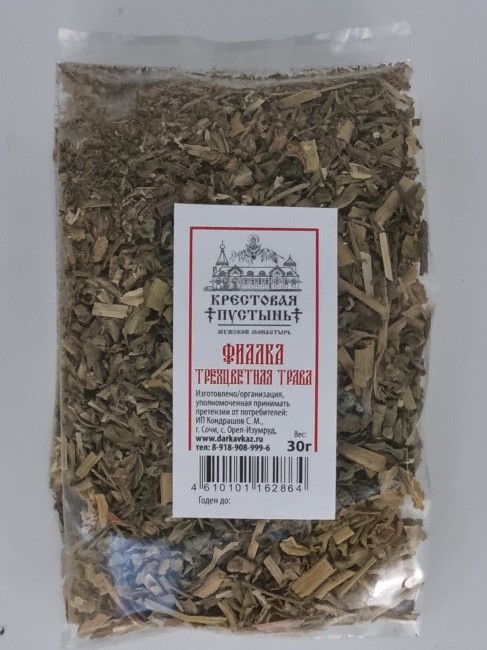 КРЕСТОВАЯ
ПУСТЫНЬ
МУЖСКОЙ МОНАСТЫРЬ
ФИАЛКА
ТРЕХЦВЕТНАЯ ТРАВА
Изготовлено/организация,
уполномоченная принимать
претензии от потребителей:
ИП Кондрашов С. М.,
г. Сочи, с. Орел-Изумруд,
www.darkavkaz.ru
тел: 8-918-908-999-6
Вес:
30г
4 610101 162864
Годен до: